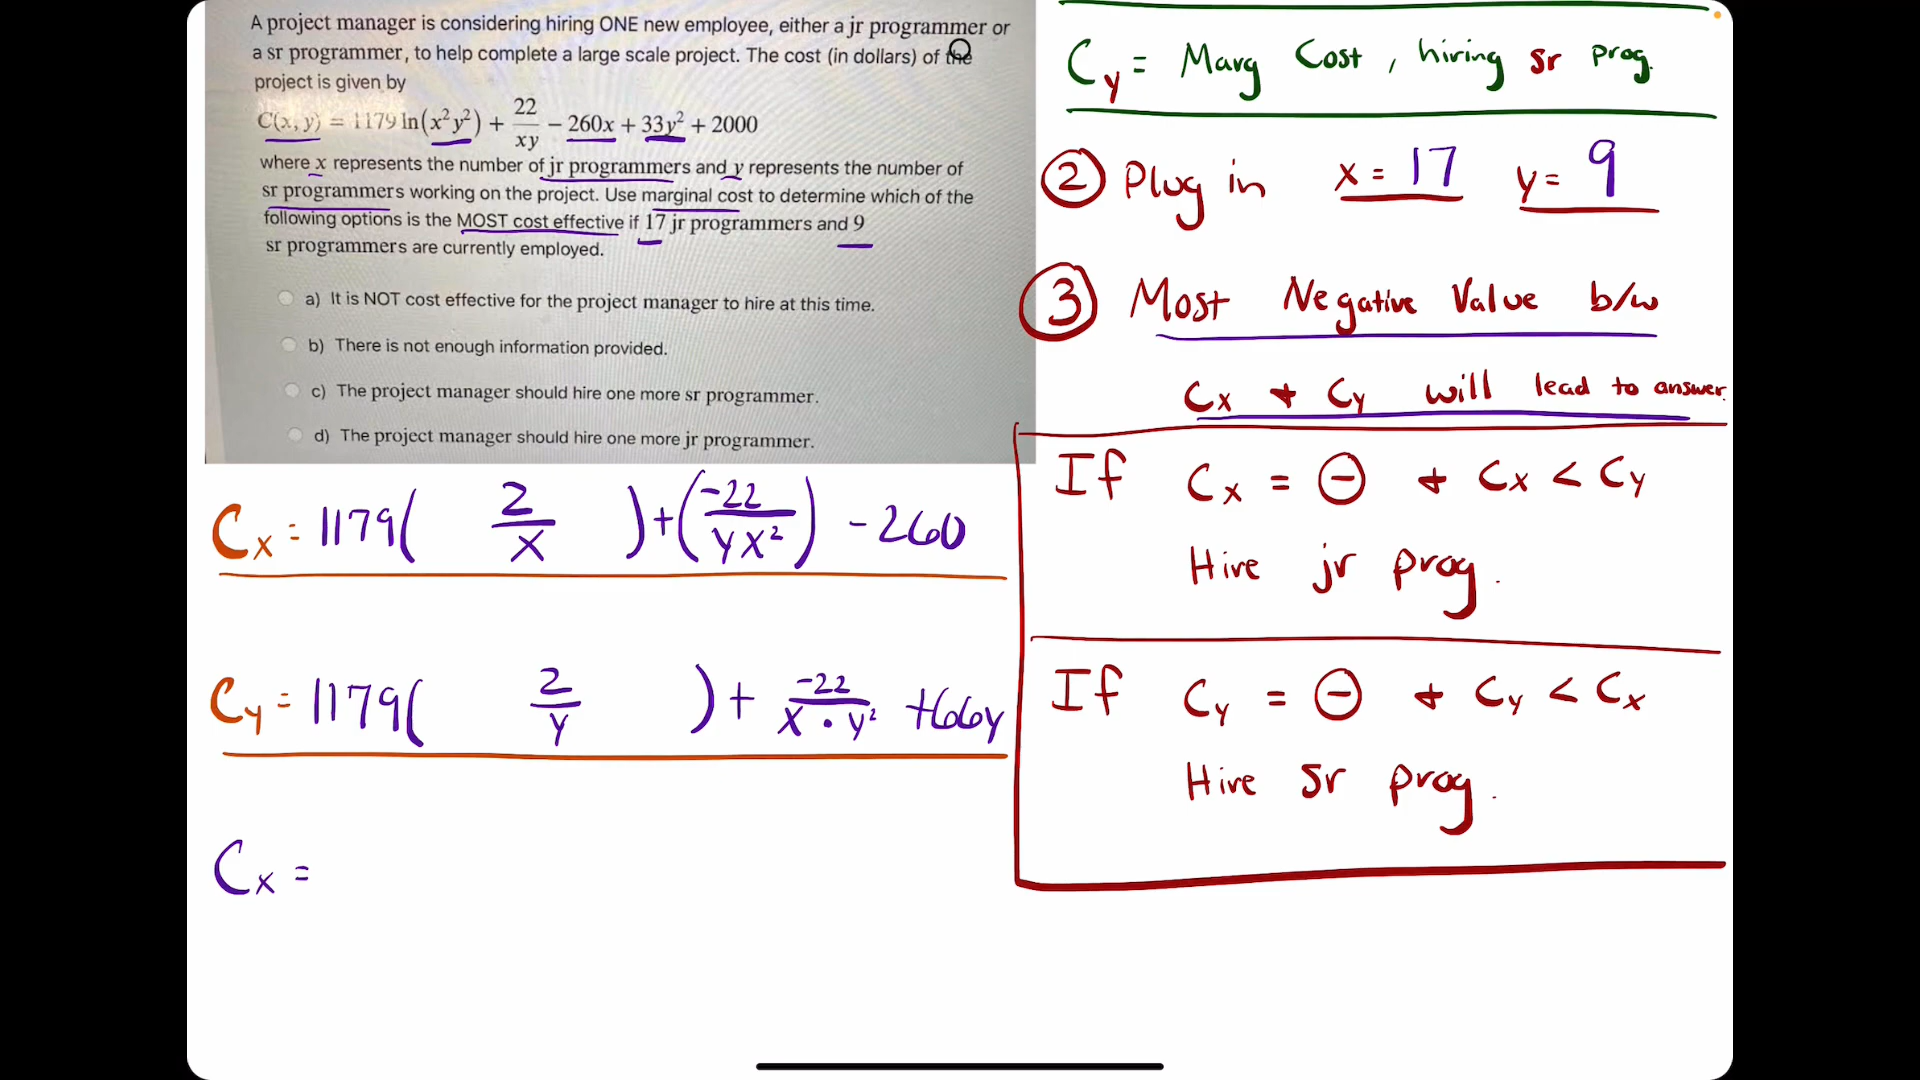 A project manager is considering hiring ONE new employee, either a jr programmer or
a sr programmer, to help complete a large scale project. The cost (in dollars) of the
project is given by
C(x, y) = 1179 ln(x²y²) + 22/xy − 260x + 33y² + 2000
where x represents the number of jr programmers and y represents the number of
sr programmers working on the project. Use marginal cost to determine which of the
following options is the MOST cost effective if 17 jr programmers and 9
sr programmers are currently employed.
a) It is NOT cost effective for the project manager to hire at this time.
b) There is not enough information provided.
c) The project manager should hire one more sr programmer.
d) The project manager should hire one more jr programmer.
Cx = 1179( 2/x ) + (-22/yx²) - 260
Cy = 1179( 2/y ) + -22/x · y² + 66y
Cx =
Cy = Marg Cost, hiring sr prog.
② Plug in x = 17 y = 9
③ Most Negative Value b/w
Cx + Cy will lead to answer.
If Cx = ⊖ + Cx < Cy
Hire jr prog.
If Cy = ⊖ + Cy < Cx
Hire Sr prog.